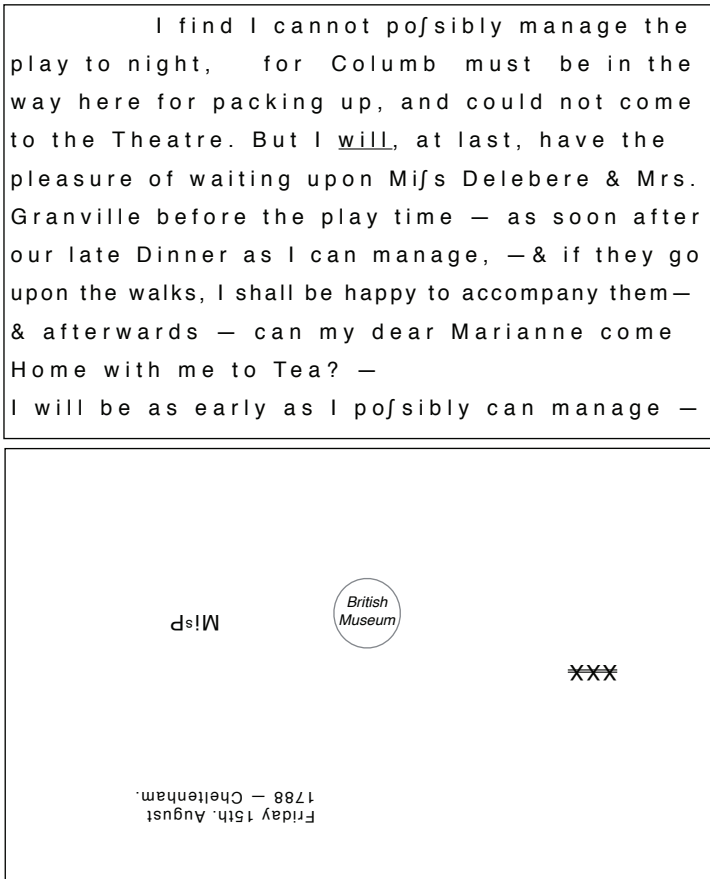 I find I cannot poʃsibly manage the
play to night, for Columb must be in the
way here for packing up, and could not come
to the Theatre. But I will, at last, have the
pleasure of waiting upon Miʃs Delebere & Mrs.
Granville before the play time — as soon after
our late Dinner as I can manage, —& if they go
upon the walks, I shall be happy to accompany them—
& afterwards — can my dear Marianne come
Home with me to Tea? —
I will be as early as I poʃsibly can manage —
British
Museum
MisP
XXX
Friday 15th. August
1788 — Cheltenham.